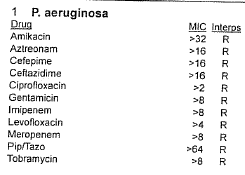 1 P. aeruginosa
Drug MIC Interps
Amikacin >32 R
Aztreonam >16 R
Cefepime >16 R
Ceftazidime >16 R
Ciprofloxacin >2 R
Gentamicin >8 R
Imipenem >8 R
Levofloxacin >4 R
Meropenem >8 R
Pip/Tazo >64 R
Tobramycin >8 R